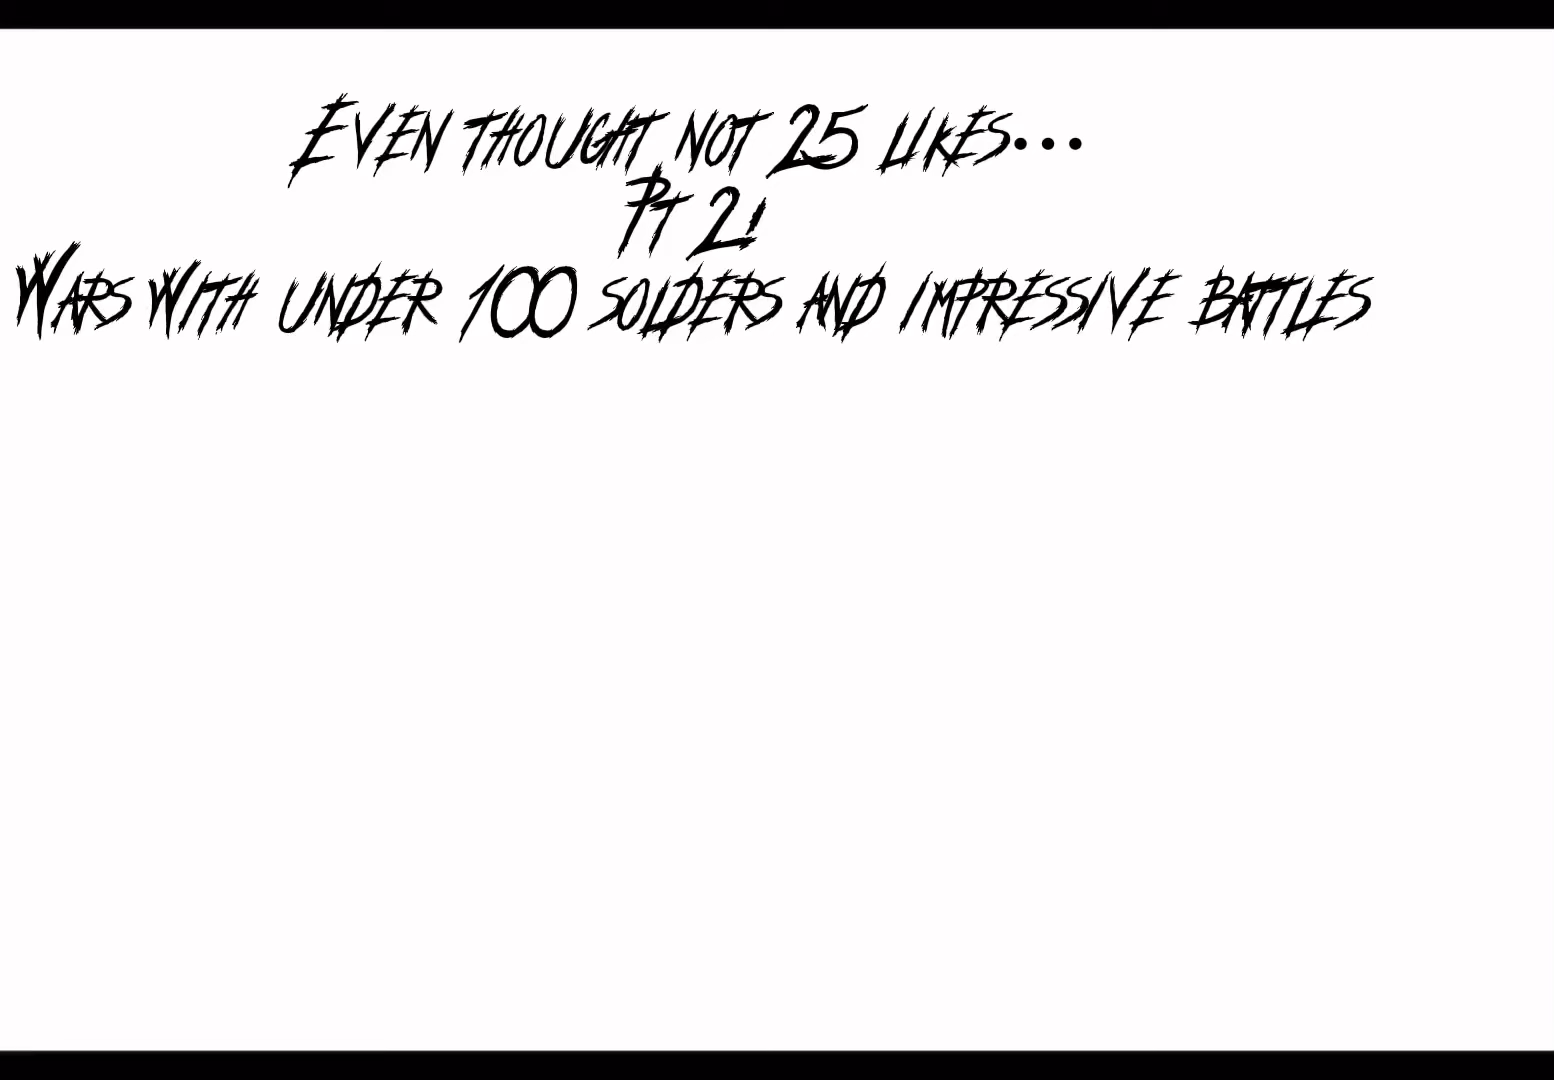 Even thought not 25 likes...
Pt 2!
Wars with under 100 solders and impressive battles